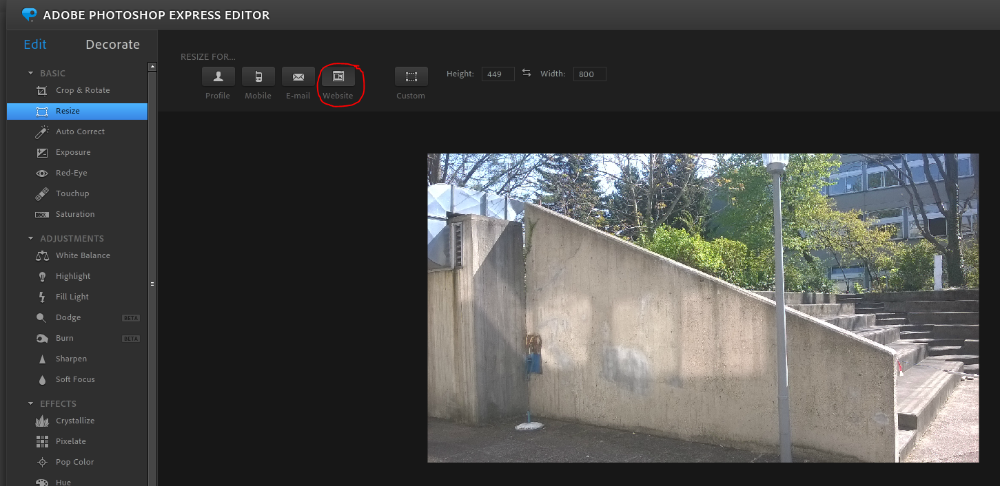 ADOBE PHOTOSHOP EXPRESS EDITOR
Edit Decorate
BASIC
Crop & Rotate
Resize
Auto Correct
Exposure
Red-Eye
Touchup
Saturation
ADJUSTMENTS
White Balance
Highlight
Fill Light
Dodge BETA
Burn BETA
Sharpen
Soft Focus
EFFECTS
Crystallize
Pixelate
Pop Color
Hue
RESIZE FOR...
Profile Mobile E-mail Website Custom
Height: 449 Width: 800